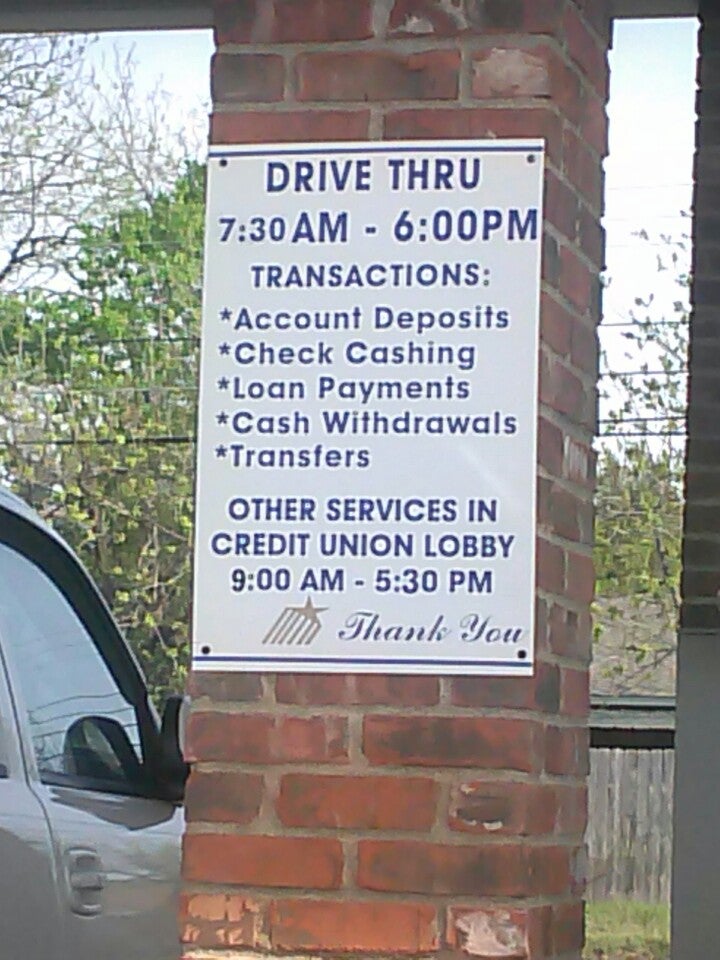 DRIVE THRU
7:30 AM - 6:00PM
TRANSACTIONS:
*Account Deposits
*Check Cashing
*Loan Payments
*Cash Withdrawals
*Transfers
OTHER SERVICES IN
CREDIT UNION LOBBY
9:00 AM - 5:30 PM
Thank You